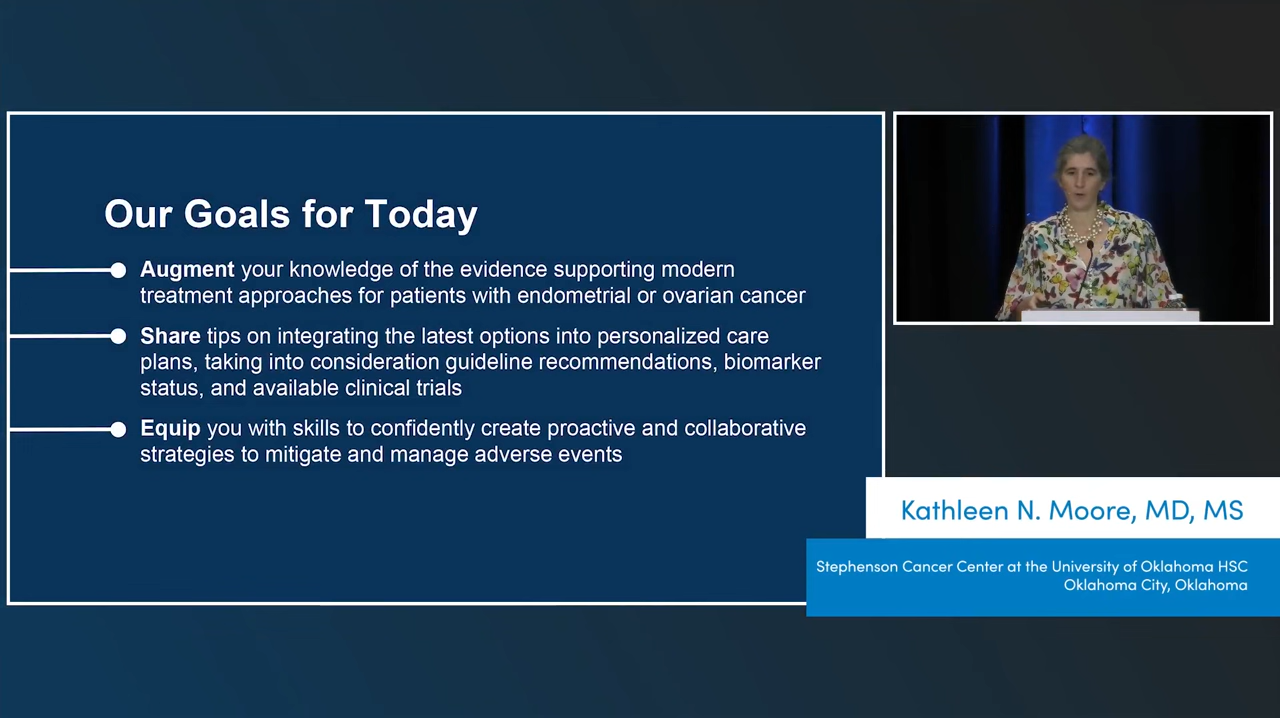 Our Goals for Today
Augment your knowledge of the evidence supporting modern
treatment approaches for patients with endometrial or ovarian cancer
Share tips on integrating the latest options into personalized care
plans, taking into consideration guideline recommendations, biomarker
status, and available clinical trials
Equip you with skills to confidently create proactive and collaborative
strategies to mitigate and manage adverse events
Kathleen N. Moore, MD, MS
Stephenson Cancer Center at the University of Oklahoma HSC
Oklahoma City, Oklahoma